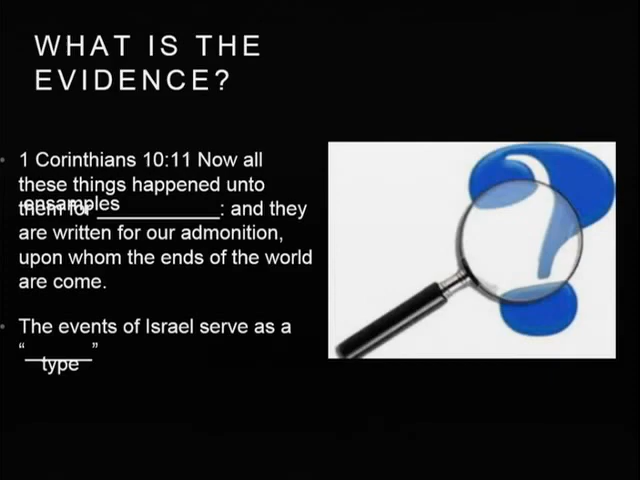 WHAT IS THE
EVIDENCE?
1 Corinthians 10:11 Now all
these things happened unto
ensamples
them for ____________: and they
are written for our admonition,
upon whom the ends of the world
are come.
The events of Israel serve as a
“______”
type